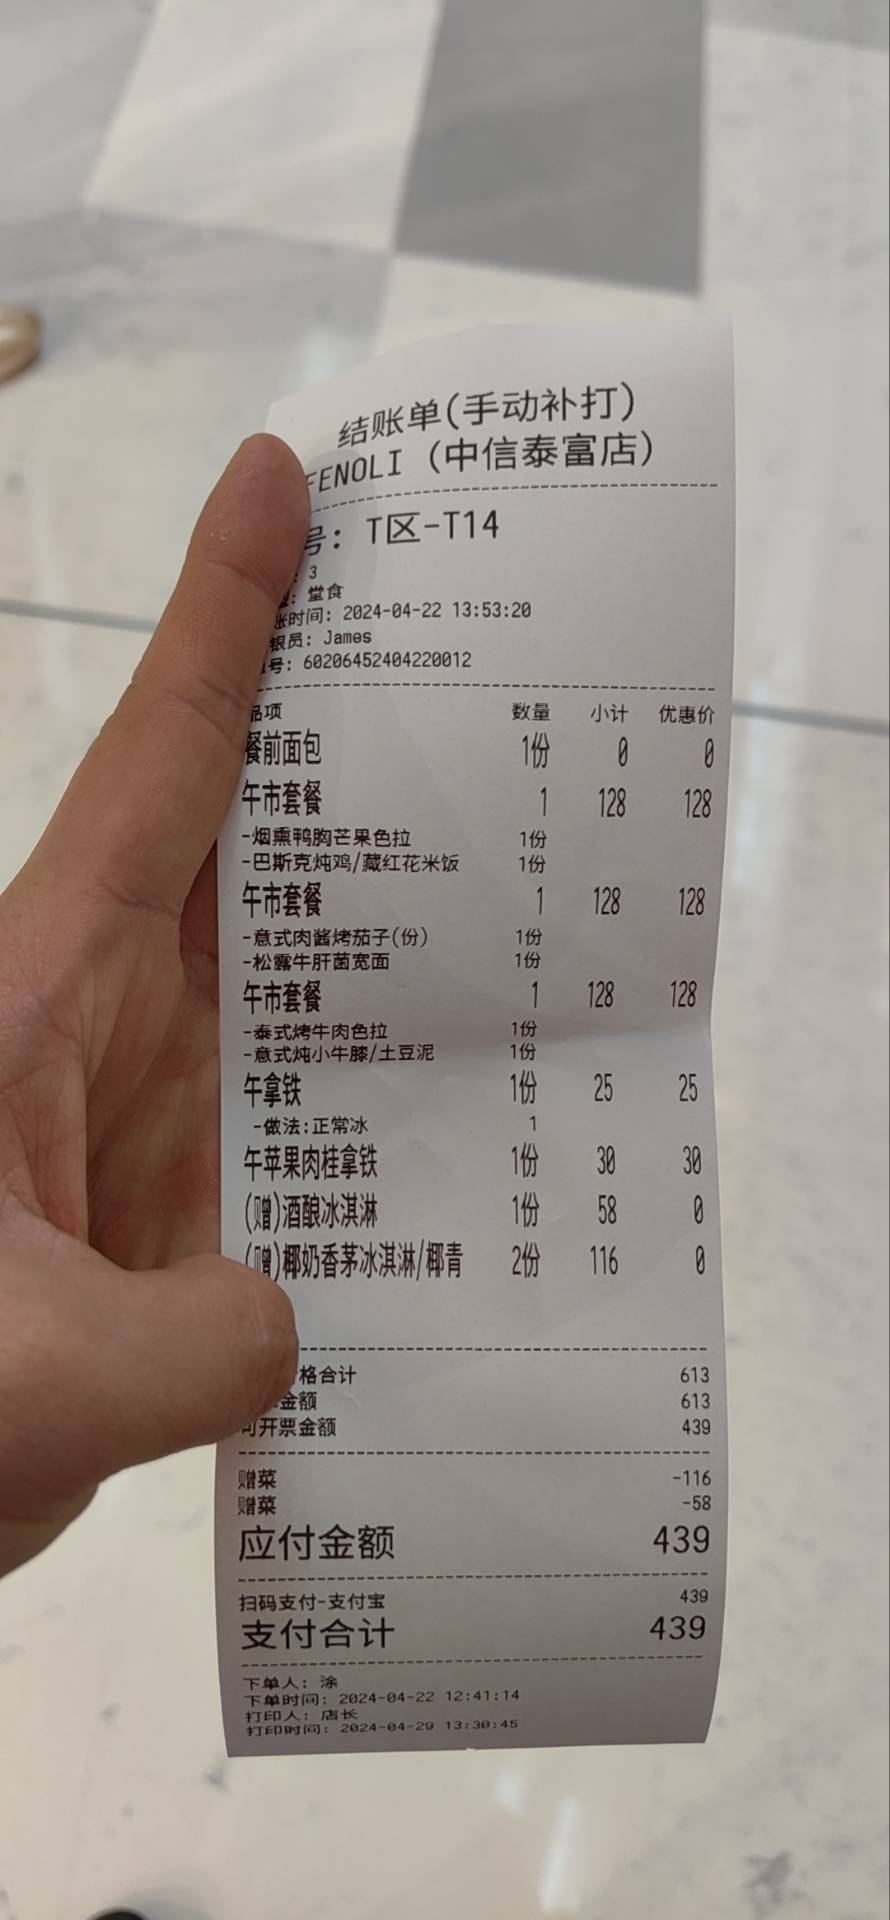 结账单(手动补打)
FENOLI (中信泰富店)
号: T区-T14
: 3
型: 堂食
账时间: 2024-04-22 13:53:20
银员: James
号: 60206452404220012
品项 数量 小计 优惠价
餐前面包 1份 0 0
午市套餐 1 128 128
-烟熏鸭胸芒果色拉 1份
-巴斯克炖鸡/藏红花米饭 1份
午市套餐 1 128 128
-意式肉酱烤茄子(份) 1份
-松露牛肝菌宽面 1份
午市套餐 1 128 128
-泰式烤牛肉色拉 1份
-意式炖小牛膝/土豆泥 1份
午拿铁 1份 25 25
-做法:正常冰 1
午苹果肉桂拿铁 1份 30 30
(赠)酒酿冰淇淋 1份 58 0
(赠)椰奶香茅冰淇淋/椰青 2份 116 0
格合计 613
金额 613
可开票金额 439
赠菜 -116
赠菜 -58
应付金额 439
扫码支付-支付宝 439
支付合计 439
下单人: 涂
下单时间: 2024-04-22 12:41:14
打印人: 店长
打印时间: 2024-04-29 13:30:45